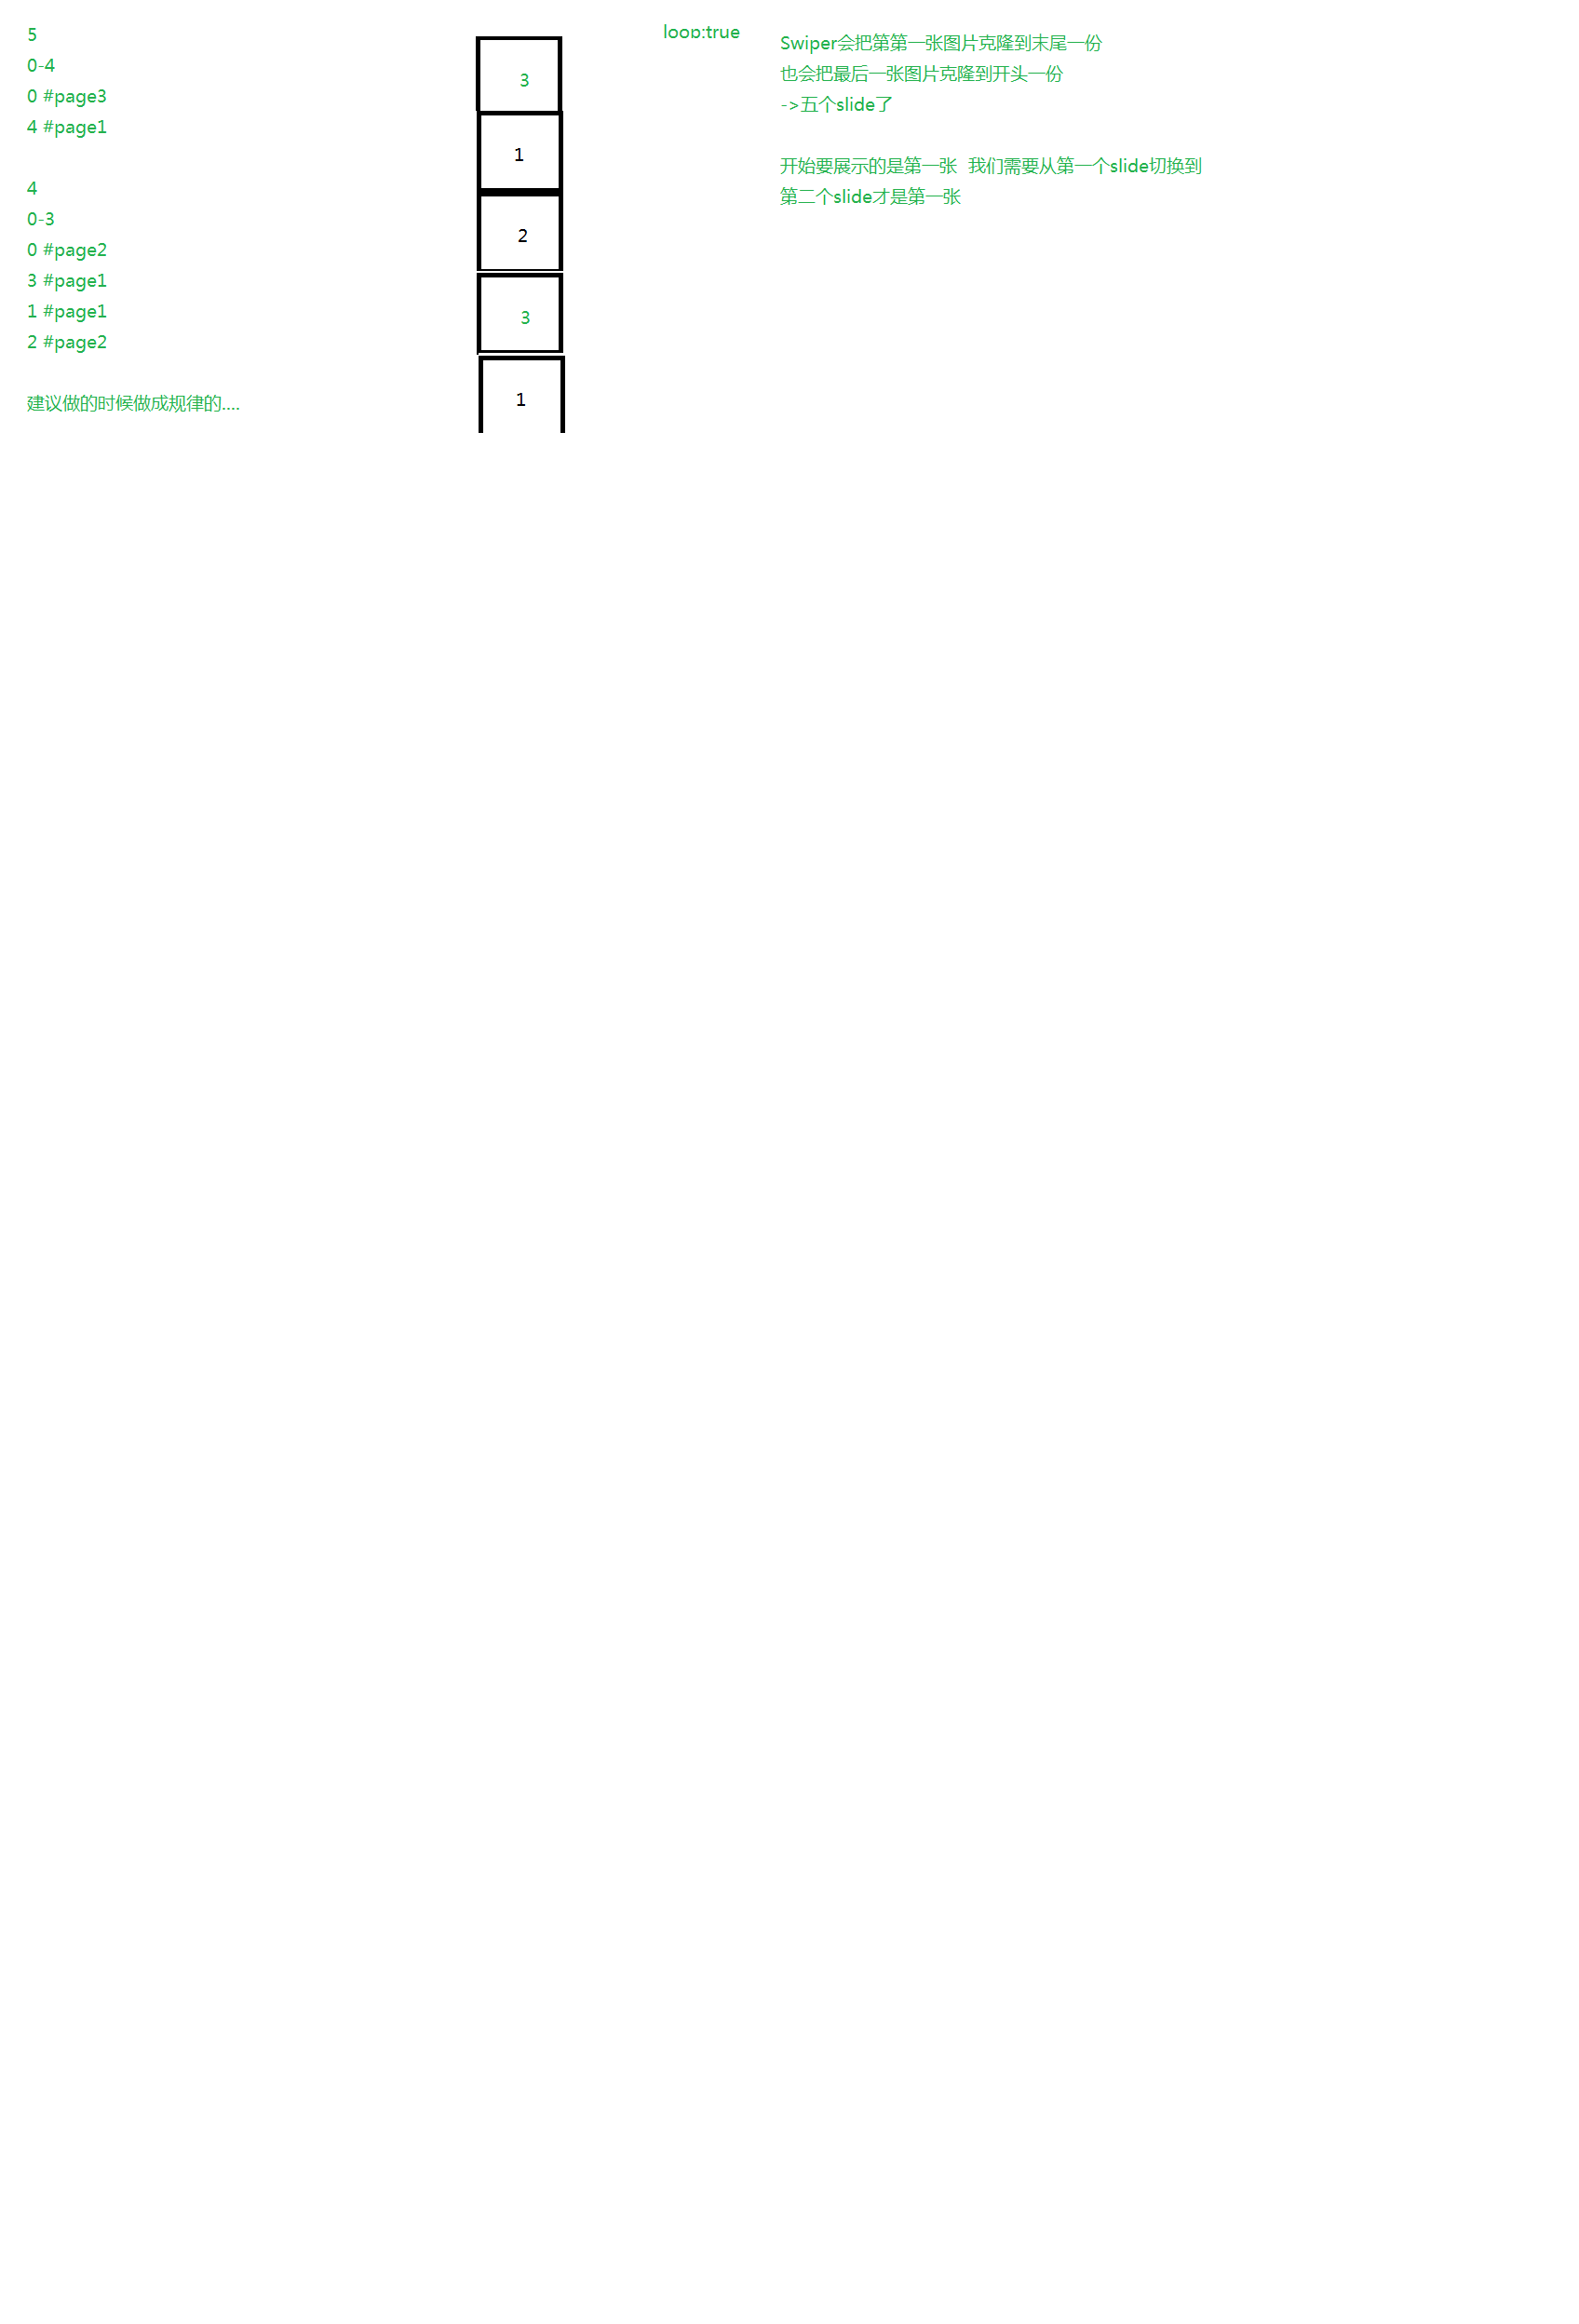 5
0-4
0 #page3
4 #page1
4
0-3
0 #page2
3 #page1
1 #page1
2 #page2
建议做的时候做成规律的....
3
1
2
3
1
loop:true
Swiper会把第第一张图片克隆到末尾一份
也会把最后一张图片克隆到开头一份
->五个slide了
开始要展示的是第一张 我们需要从第一个slide切换到
第二个slide才是第一张